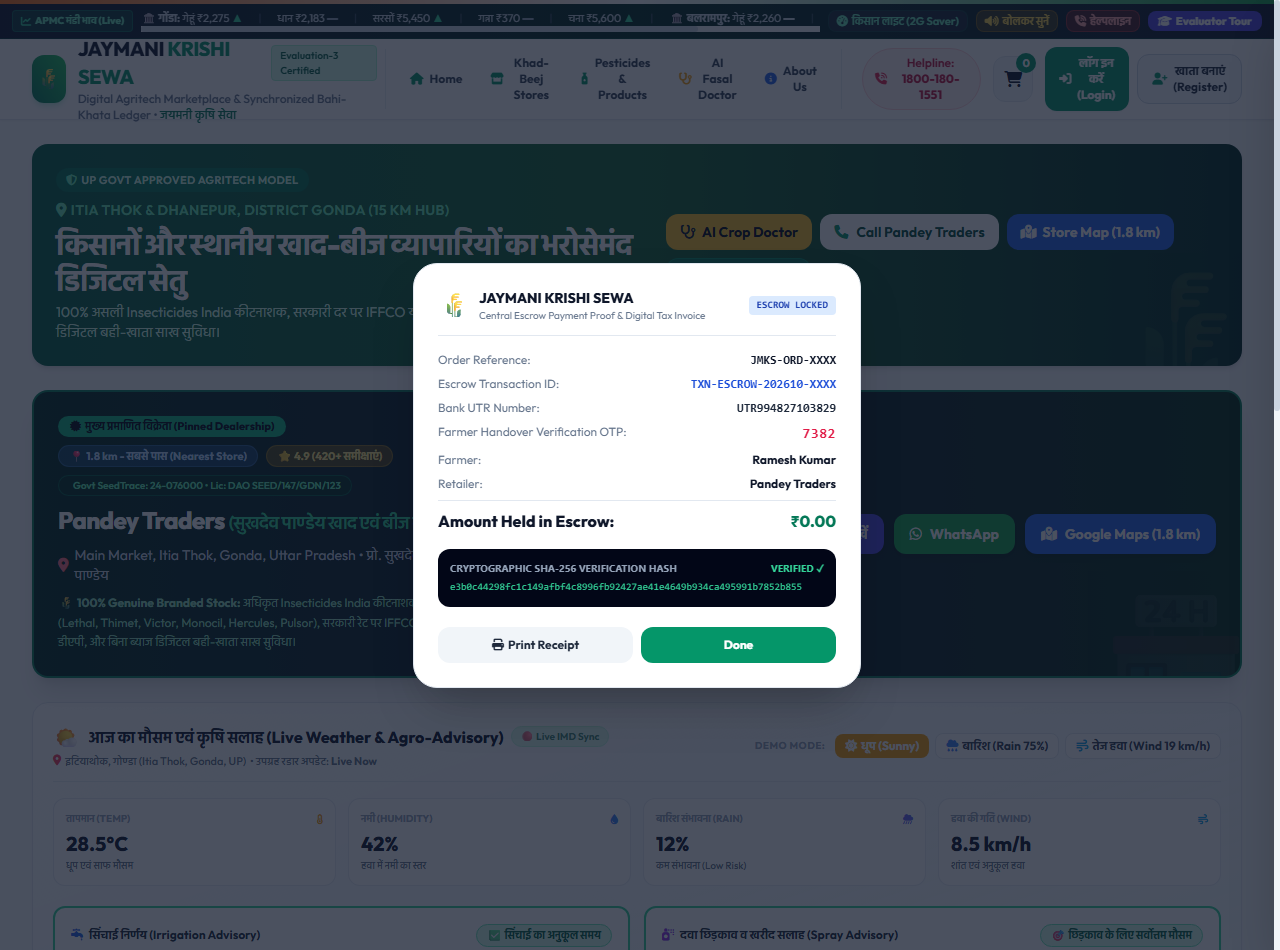 APMC मंडी भाव (Live)
गोंडा: गेहूं ₹2,275 ▲ | धान ₹2,183 — | सरसों ₹5,450 ▲ | गन्ना ₹370 — | चना ₹5,600 ▲ | बलरामपुर: गेहूं ₹2,260 —
किसान लाइट (2G Saver)
बोलकर सुनें
हेल्पलाइन
Evaluator Tour
JAYMANI KRISHI
SEWA
Evaluation-3
Certified
Digital Agritech Marketplace & Synchronized Bahi-
Khata Ledger • जयमनी कृषि सेवा
Home
Khad-
Beej
Stores
Pesticides
&
Products
AI
Fasal
Doctor
About
Us
Helpline:
1800-180-
1551
0
लॉग इन
करें
(Login)
खाता बनाएं
(Register)
UP GOVT APPROVED AGRITECH MODEL
ITIA THOK & DHANEPUR, DISTRICT GONDA (15 KM HUB)
किसानों और स्थानीय खाद-बीज व्यापारियों का भरोसेमंद
डिजिटल सेतु
100% असली Insecticides India कीटनाशक, सरकारी दर पर IFFCO
डिजिटल बही-खाता साख सुविधा।
AI Crop Doctor
Call Pandey Traders
Store Map (1.8 km)
JAYMANI KRISHI SEWA
Central Escrow Payment Proof & Digital Tax Invoice
ESCROW LOCKED
Order Reference: JMKS-ORD-XXXX
Escrow Transaction ID: TXN-ESCROW-202610-XXXX
Bank UTR Number: UTR994827103829
Farmer Handover Verification OTP: 7382
Farmer: Ramesh Kumar
Retailer: Pandey Traders
Amount Held in Escrow: ₹0.00
CRYPTOGRAPHIC SHA-256 VERIFICATION HASH VERIFIED ✓
e3b0c44298fc1c149afbf4c8996fb92427ae41e4649b934ca495991b7852b855
Print Receipt
Done
मुख्य प्रमाणित विक्रेता (Pinned Dealership)
1.8 km - सबसे पास (Nearest Store)
4.9 (420+ समीक्षाएं)
Govt SeedTrace: 24-076000 • Lic: DAO SEED/147/GDN/123
Pandey Traders (सुखदेव पाण्डेय खाद एवं बीज
Main Market, Itia Thok, Gonda, Uttar Pradesh • प्रो. सुखदे
पाण्डेय
100% Genuine Branded Stock: अधिकृत Insecticides India कीटनाशक
(Lethal, Thimet, Victor, Monocil, Hercules, Pulsor), सरकारी रेट पर IFFCO
डीएपी, और बिना ब्याज डिजिटल बही-खाता साख सुविधा।
WhatsApp
Google Maps (1.8 km)
24 H
आज का मौसम एवं कृषि सलाह (Live Weather & Agro-Advisory)
Live IMD Sync
इटियाथोक, गोण्डा (Itia Thok, Gonda, UP) • उपग्रह रडार अपडेट: Live Now
DEMO MODE:
धूप (Sunny)
बारिश (Rain 75%)
तेज हवा (Wind 19 km/h)
तापमान (TEMP)
28.5°C
धूप एवं साफ मौसम
नमी (HUMIDITY)
42%
हवा में नमी का स्तर
बारिश संभावना (RAIN)
12%
कम संभावना (Low Risk)
हवा की गति (WIND)
8.5 km/h
शांत एवं अनुकूल हवा
सिंचाई निर्णय (Irrigation Advisory)
सिंचाई का अनुकूल समय
दवा छिड़काव व खरीद सलाह (Spray Advisory)
छिड़काव के लिए सर्वोत्तम मौसम